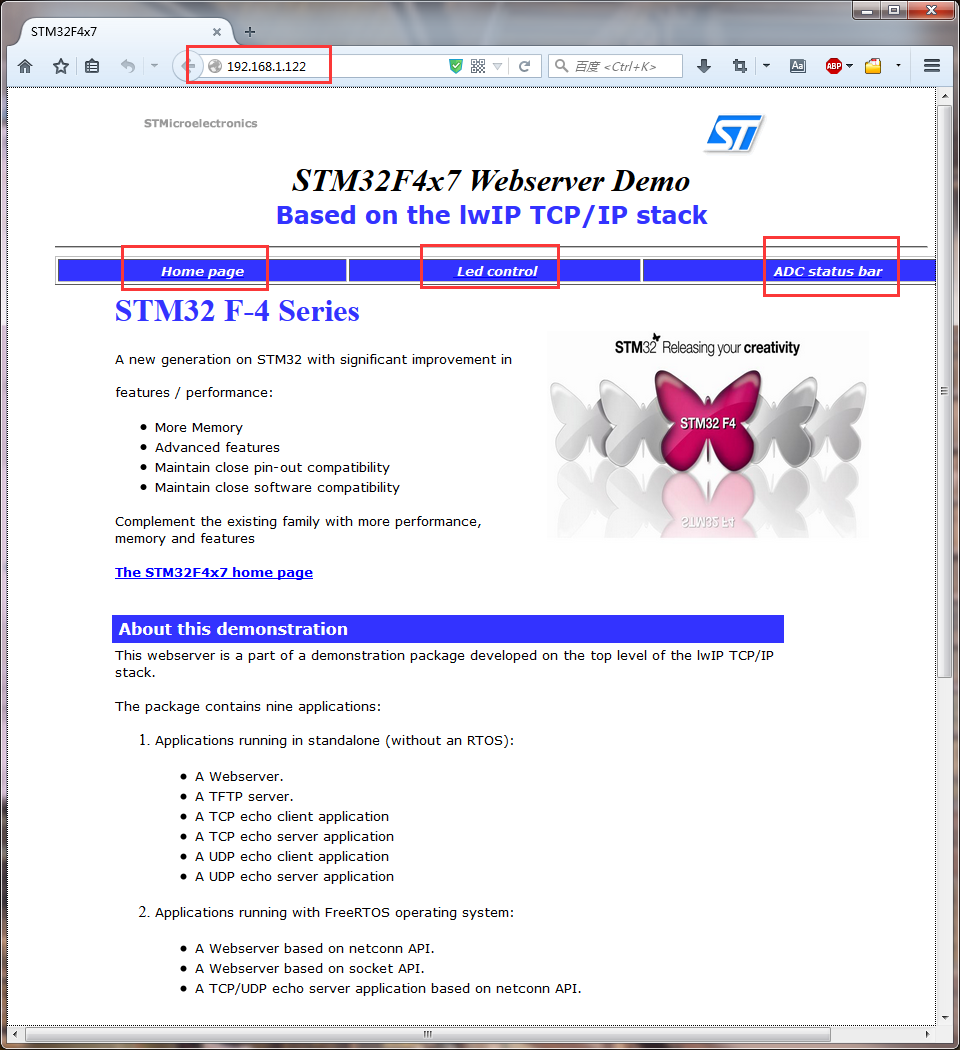 STM32F4x7
192.168.1.122
百度 <Ctrl+K>
Aa
ABP
STMicroelectronics
ST
STM32F4x7 Webserver Demo
Based on the lwIP TCP/IP stack
Home page
Led control
ADC status bar
STM32 F-4 Series
A new generation on STM32 with significant improvement in
features / performance:
More Memory
Advanced features
Maintain close pin-out compatibility
Maintain close software compatibility
Complement the existing family with more performance,
memory and features
The STM32F4x7 home page
STM32 Releasing your creativity
STM32 F4
STM32 F4
About this demonstration
This webserver is a part of a demonstration package developed on the top level of the lwIP TCP/IP
stack.
The package contains nine applications:
1. Applications running in standalone (without an RTOS):
A Webserver.
A TFTP server.
A TCP echo client application
A TCP echo server application
A UDP echo client application
A UDP echo server application
2. Applications running with FreeRTOS operating system:
A Webserver based on netconn API.
A Webserver based on socket API.
A TCP/UDP echo server application based on netconn API.